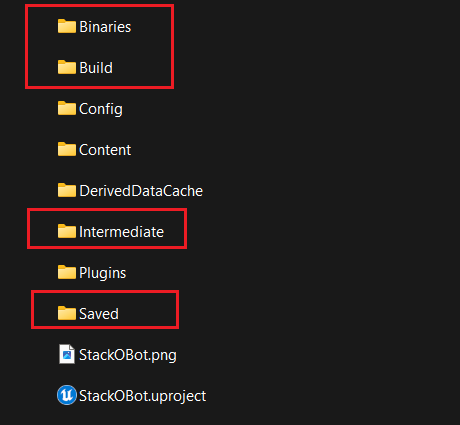 Binaries
Build
Config
Content
DerivedDataCache
Intermediate
Plugins
Saved
StackOBot.png
StackOBot.uproject